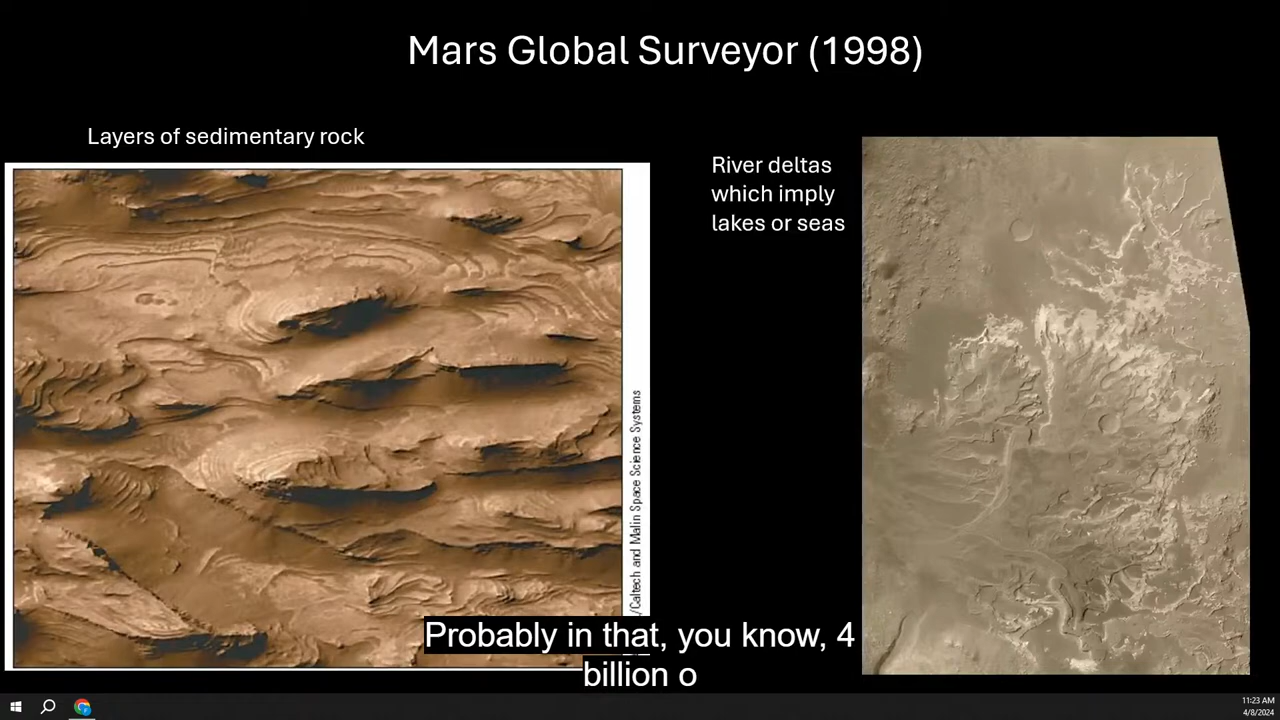 Mars Global Surveyor (1998)
Layers of sedimentary rock
River deltas
which imply
lakes or seas
/Caltech and Malin Space Science Systems
Probably in that, you know, 4
billion o
11:23 AM
4/8/2024